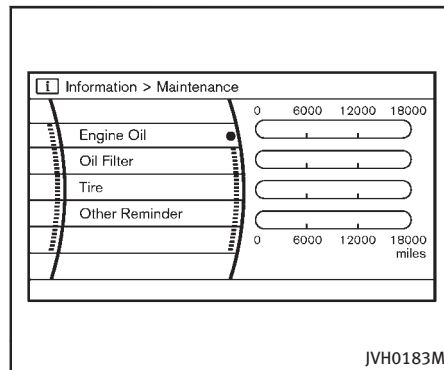 i Information > Maintenance
0 6000 12000 18000
Engine Oil
Oil Filter
Tire
Other Reminder
0 6000 12000 18000
miles
JVH0183M